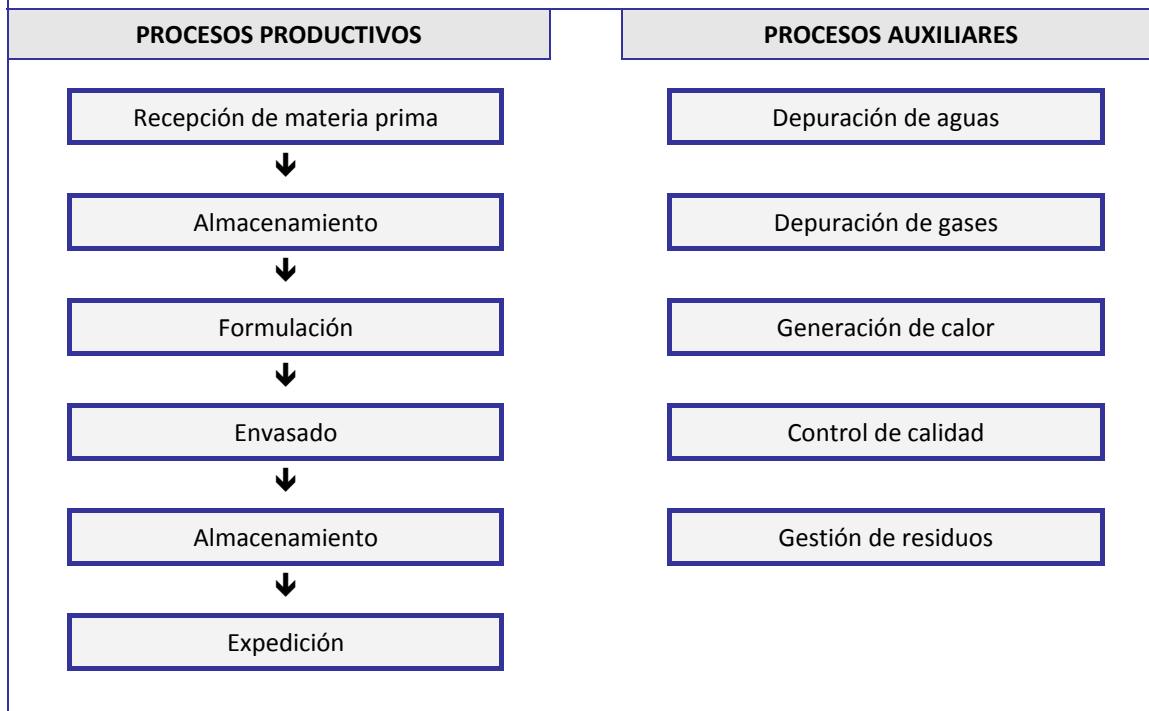 PROCESOS PRODUCTIVOS
Recepción de materia prima
Almacenamiento
Formulación
Envasado
Almacenamiento
Expedición
PROCESOS AUXILIARES
Depuración de aguas
Depuración de gases
Generación de calor
Control de calidad
Gestión de residuos